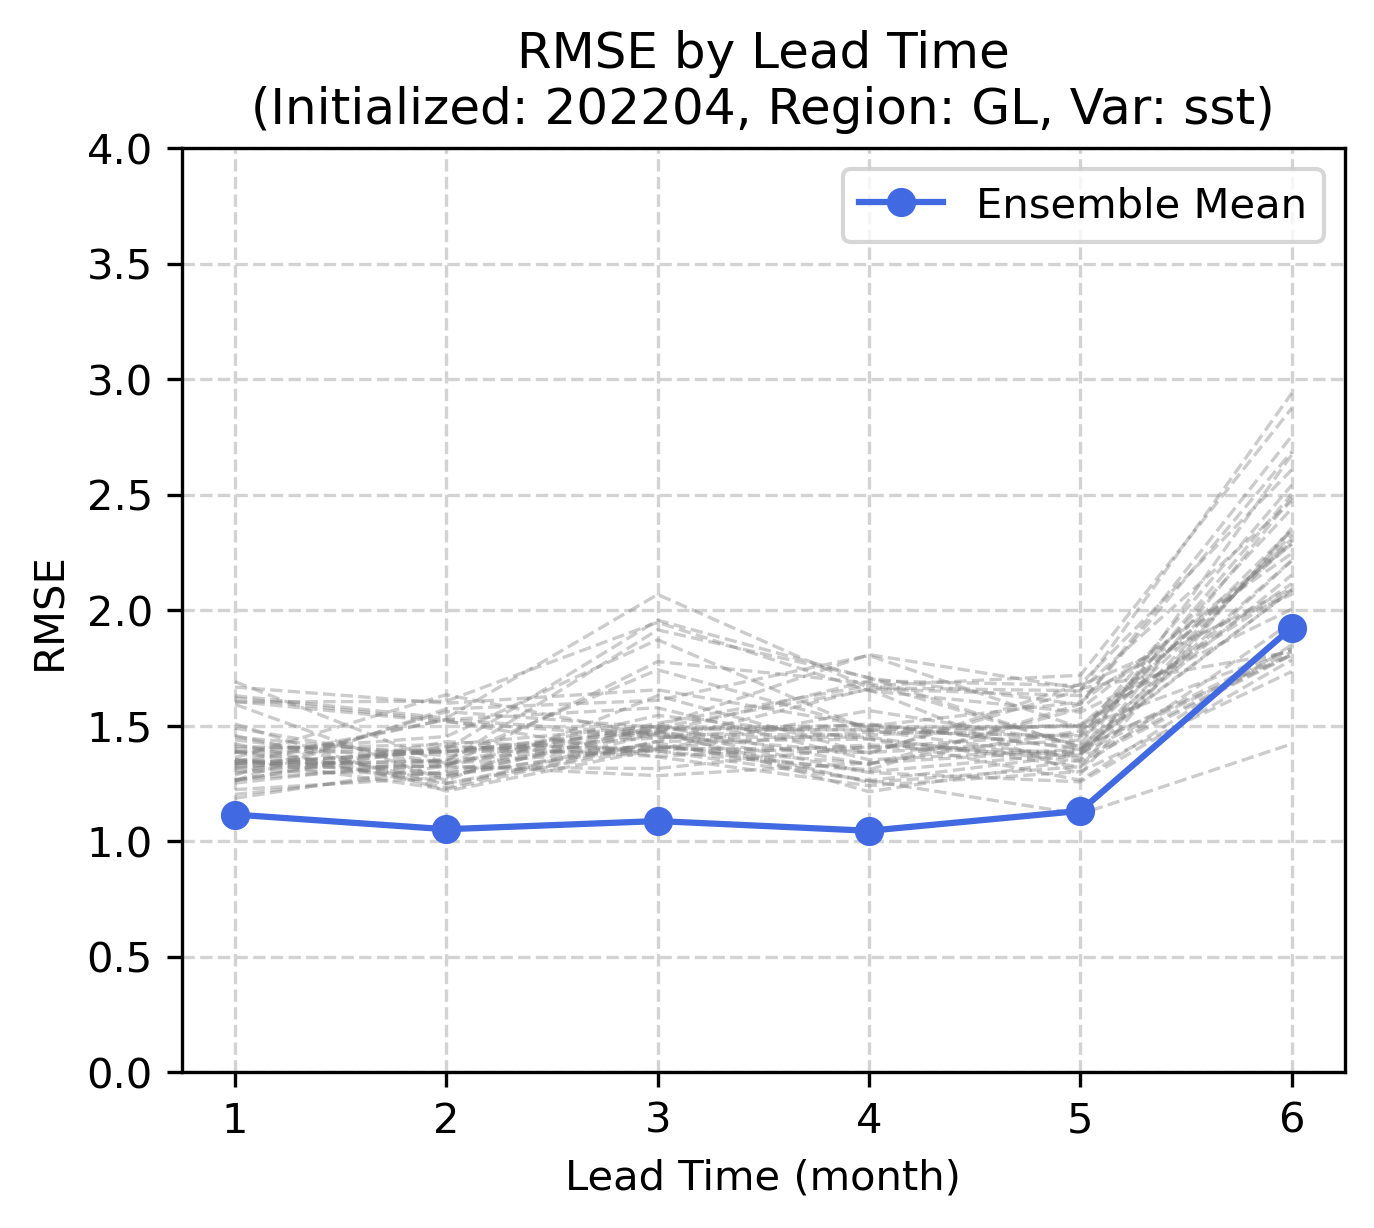 RMSE by Lead Time
(Initialized: 202204, Region: GL, Var: sst)
Ensemble Mean
4.0
3.5
3.0
2.5
2.0
1.5
1.0
0.5
0.0
RMSE
1 2 3 4 5 6
Lead Time (month)